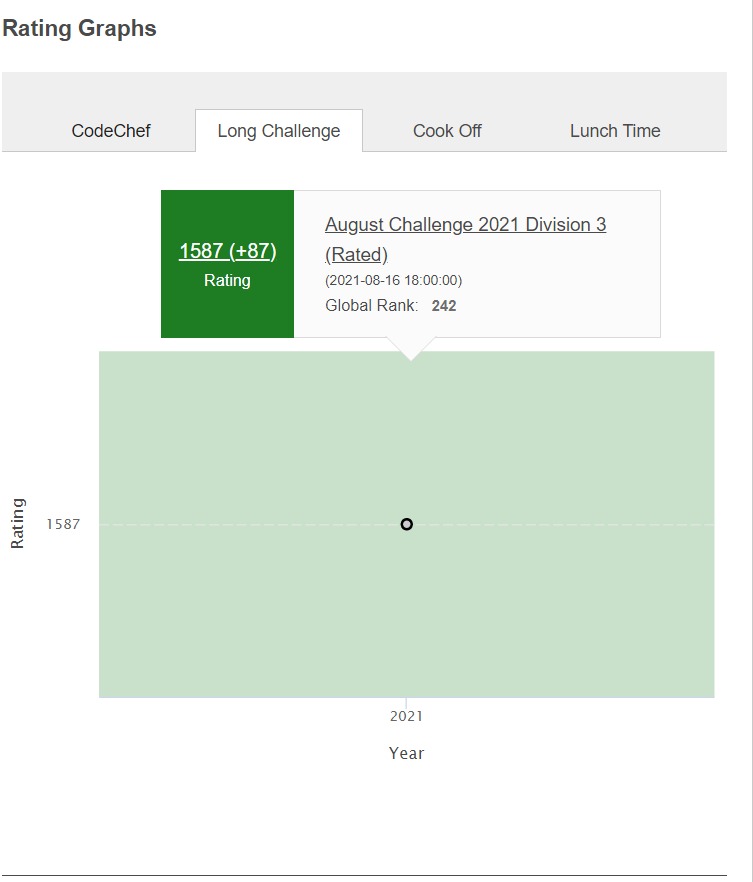 Rating Graphs
CodeChef
Long Challenge
Cook Off
Lunch Time
1587 (+87)
Rating
August Challenge 2021 Division 3
(Rated)
(2021-08-16 18:00:00)
Global Rank: 242
Rating
1587
2021
Year